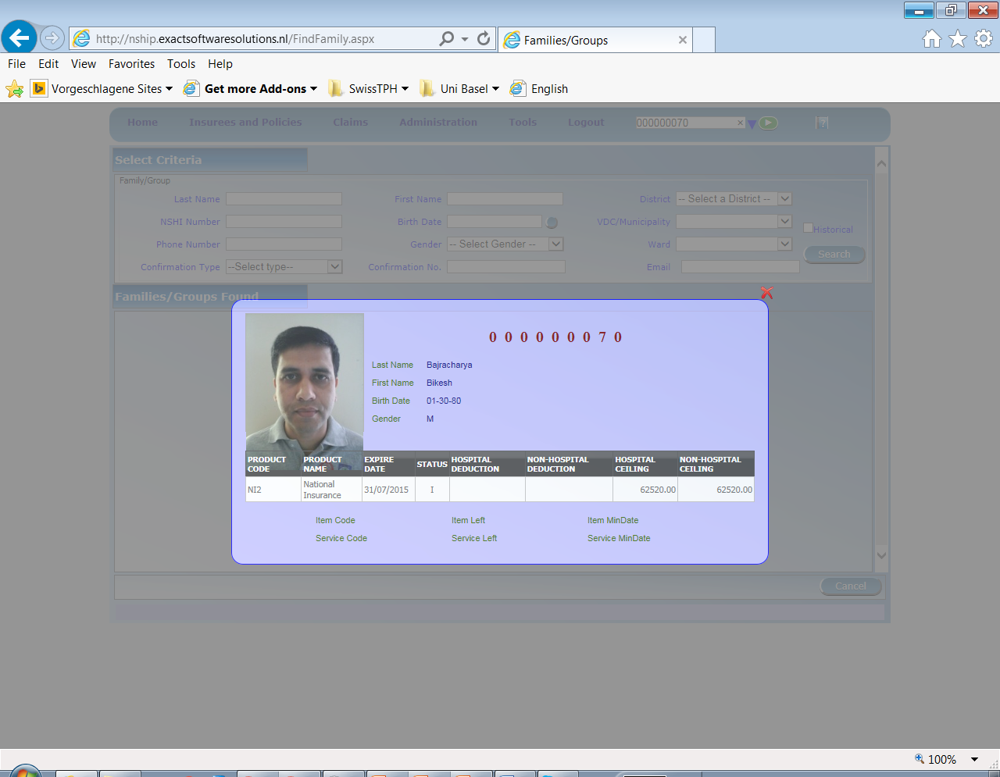 http://nship.exactsoftwaresolutions.nl/FindFamily.aspx
Families/Groups
File Edit View Favorites Tools Help
Vorgeschlagene Sites Get more Add-ons SwissTPH Uni Basel English
Home Insurees and Policies Claims Administration Tools Logout 000000070 ?
Select Criteria
Family/Group
Last Name First Name District -- Select a District --
NSHI Number Birth Date VDC/Municipality
Historical
Phone Number Gender -- Select Gender -- Ward
Search
Confirmation Type --Select type-- Confirmation No. Email
Families/Groups Found
0 0 0 0 0 0 0 7 0
Last Name Bajracharya
First Name Bikesh
Birth Date 01-30-80
Gender M
PRODUCT CODE PRODUCT NAME EXPIRE DATE STATUS HOSPITAL DEDUCTION NON-HOSPITAL DEDUCTION HOSPITAL CEILING NON-HOSPITAL CEILING
NI2 National Insurance 31/07/2015 I 62520.00 62520.00
Item Code Item Left Item MinDate
Service Code Service Left Service MinDate
Cancel
100%